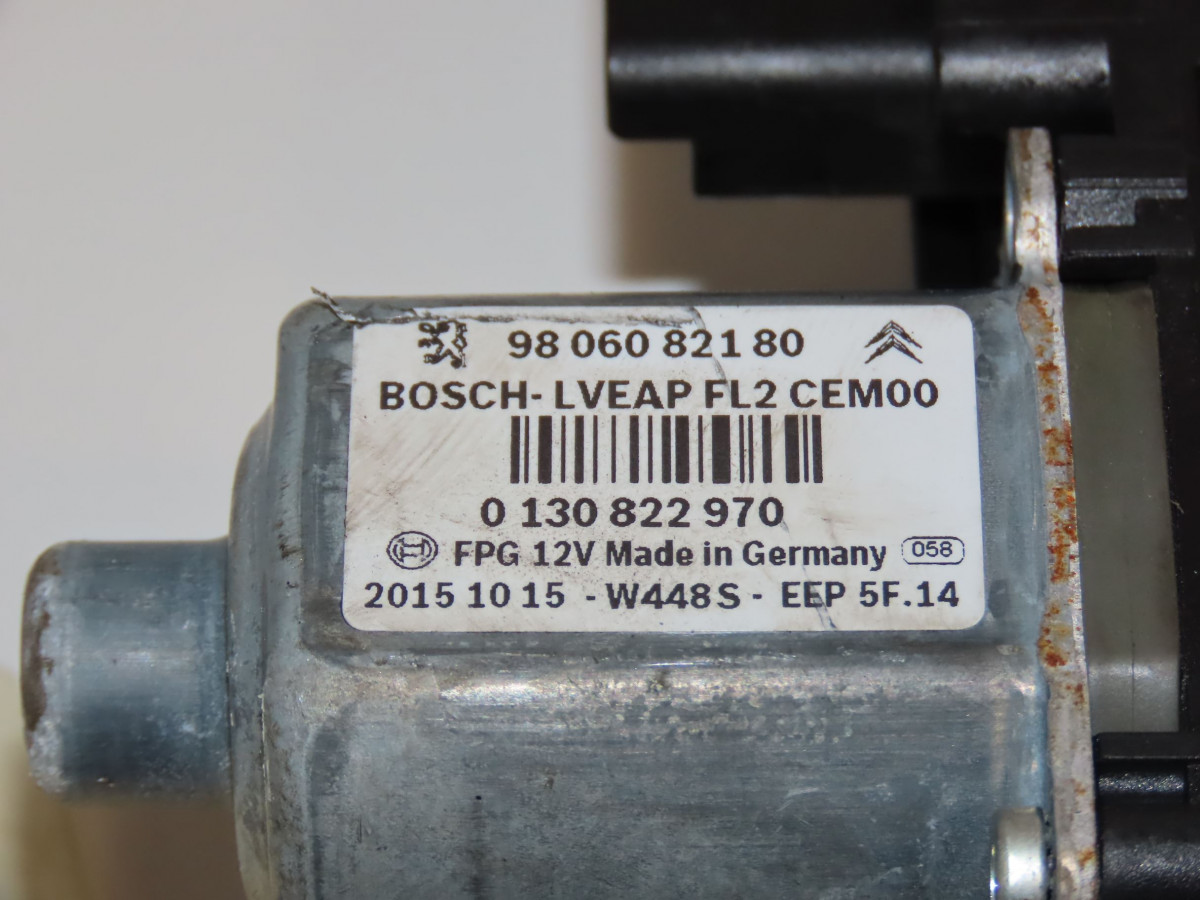 98 060 821 80
BOSCH- LVEAP FL2 CEM00
0 130 822 970
FPG 12V Made in Germany 058
2015 10 15 - W448S - EEP 5F.14